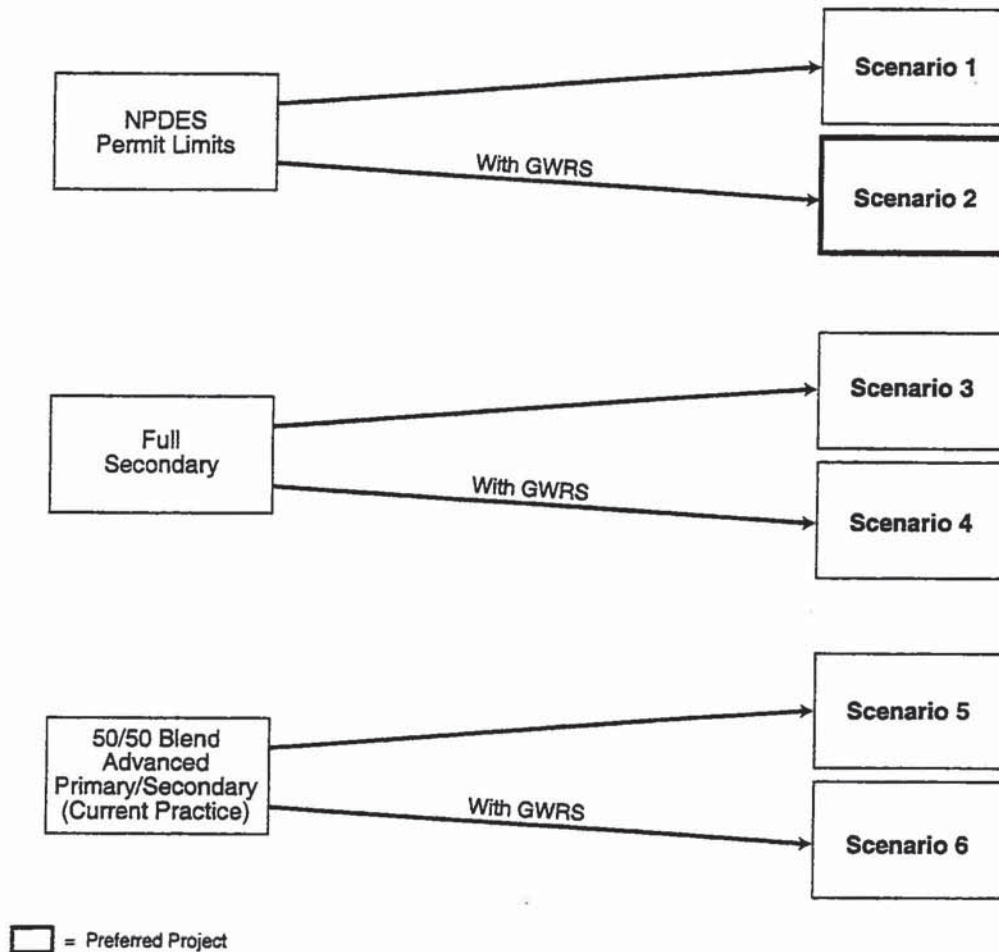 NPDES
Permit Limits
With GWRS
Scenario 1
Scenario 2
Full
Secondary
With GWRS
Scenario 3
Scenario 4
50/50 Blend
Advanced
Primary/Secondary
(Current Practice)
With GWRS
Scenario 5
Scenario 6
= Preferred Project